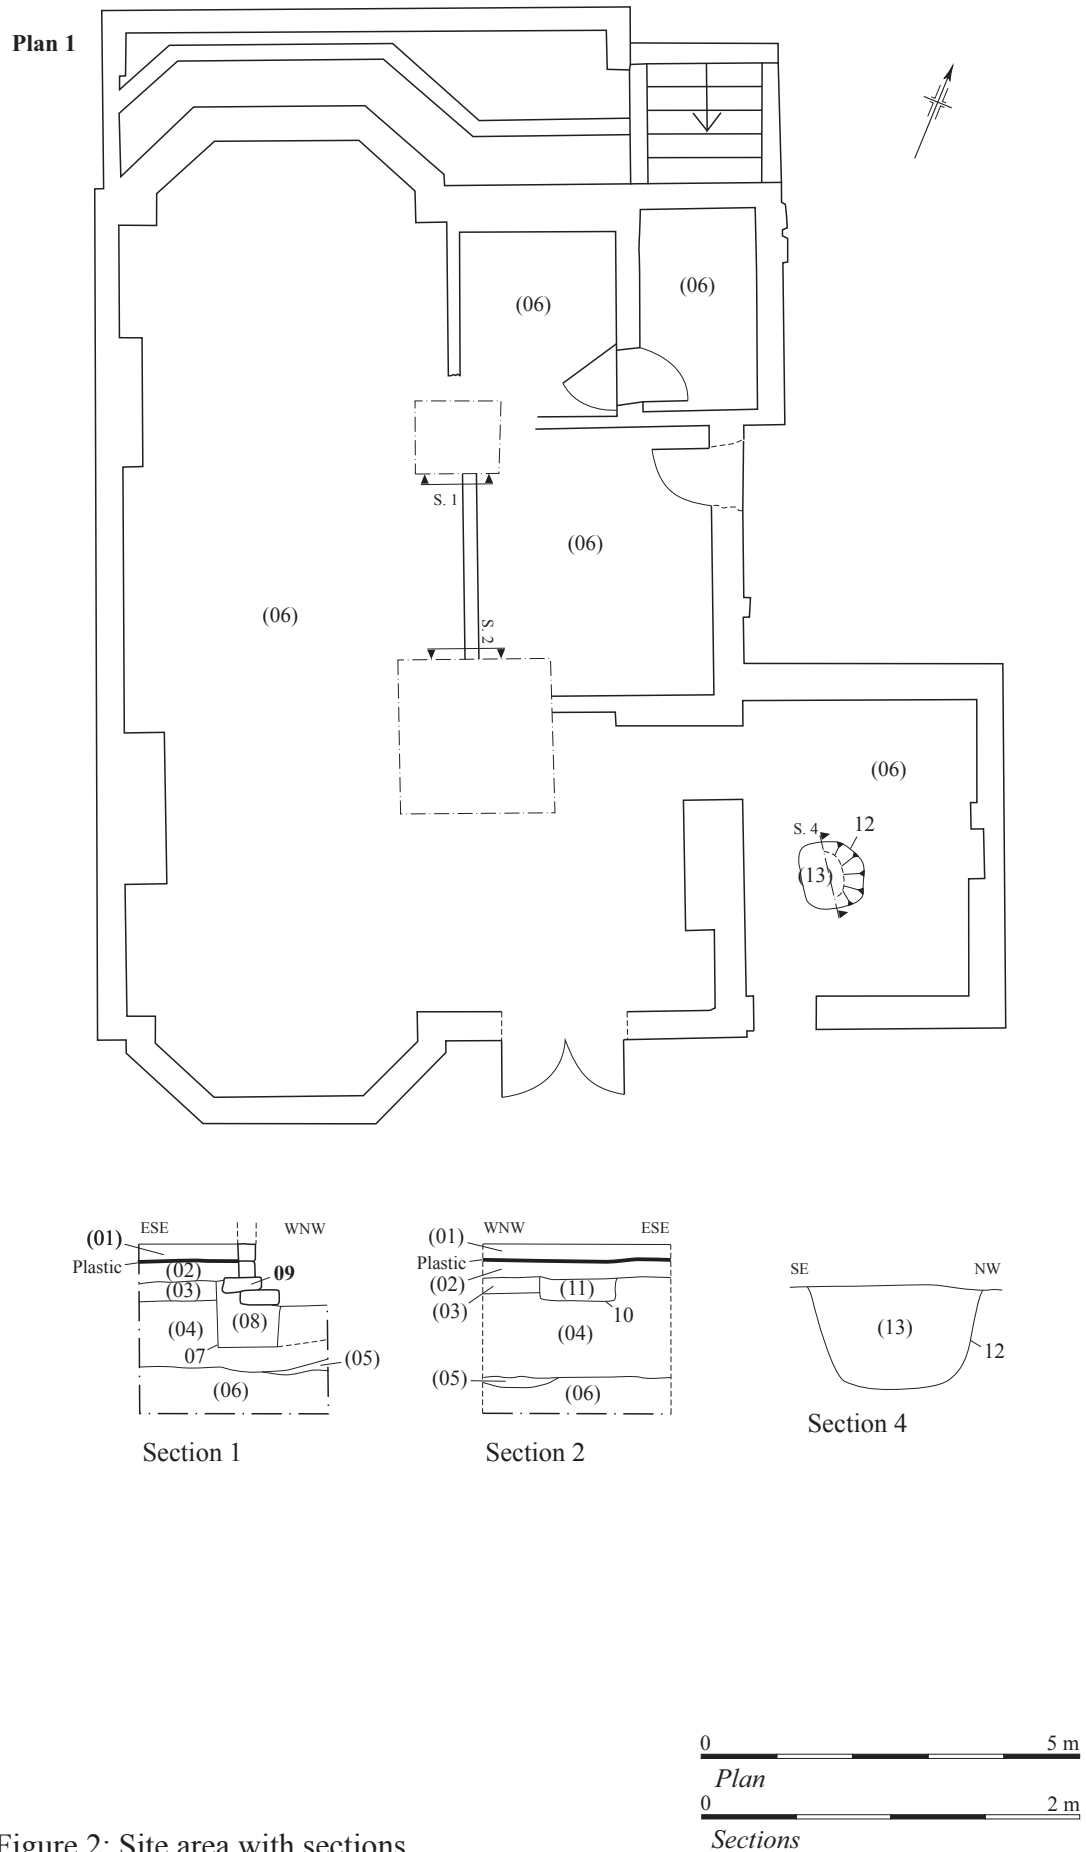 Plan 1
(06)
(06)
S. 1
(06)
(06)
S. 2
(06)
S. 4
12
(13)
ESE
WNW
(01)
Plastic
(02)
09
(03)
(04)
(08)
07
(05)
(06)
Section 1
WNW
ESE
(01)
Plastic
(02)
(11)
(03)
10
(04)
(05)
(06)
Section 2
SE
NW
(13)
12
Section 4
0 5 m
Plan
0 2 m
Sections
Figure 2: Site area with sections